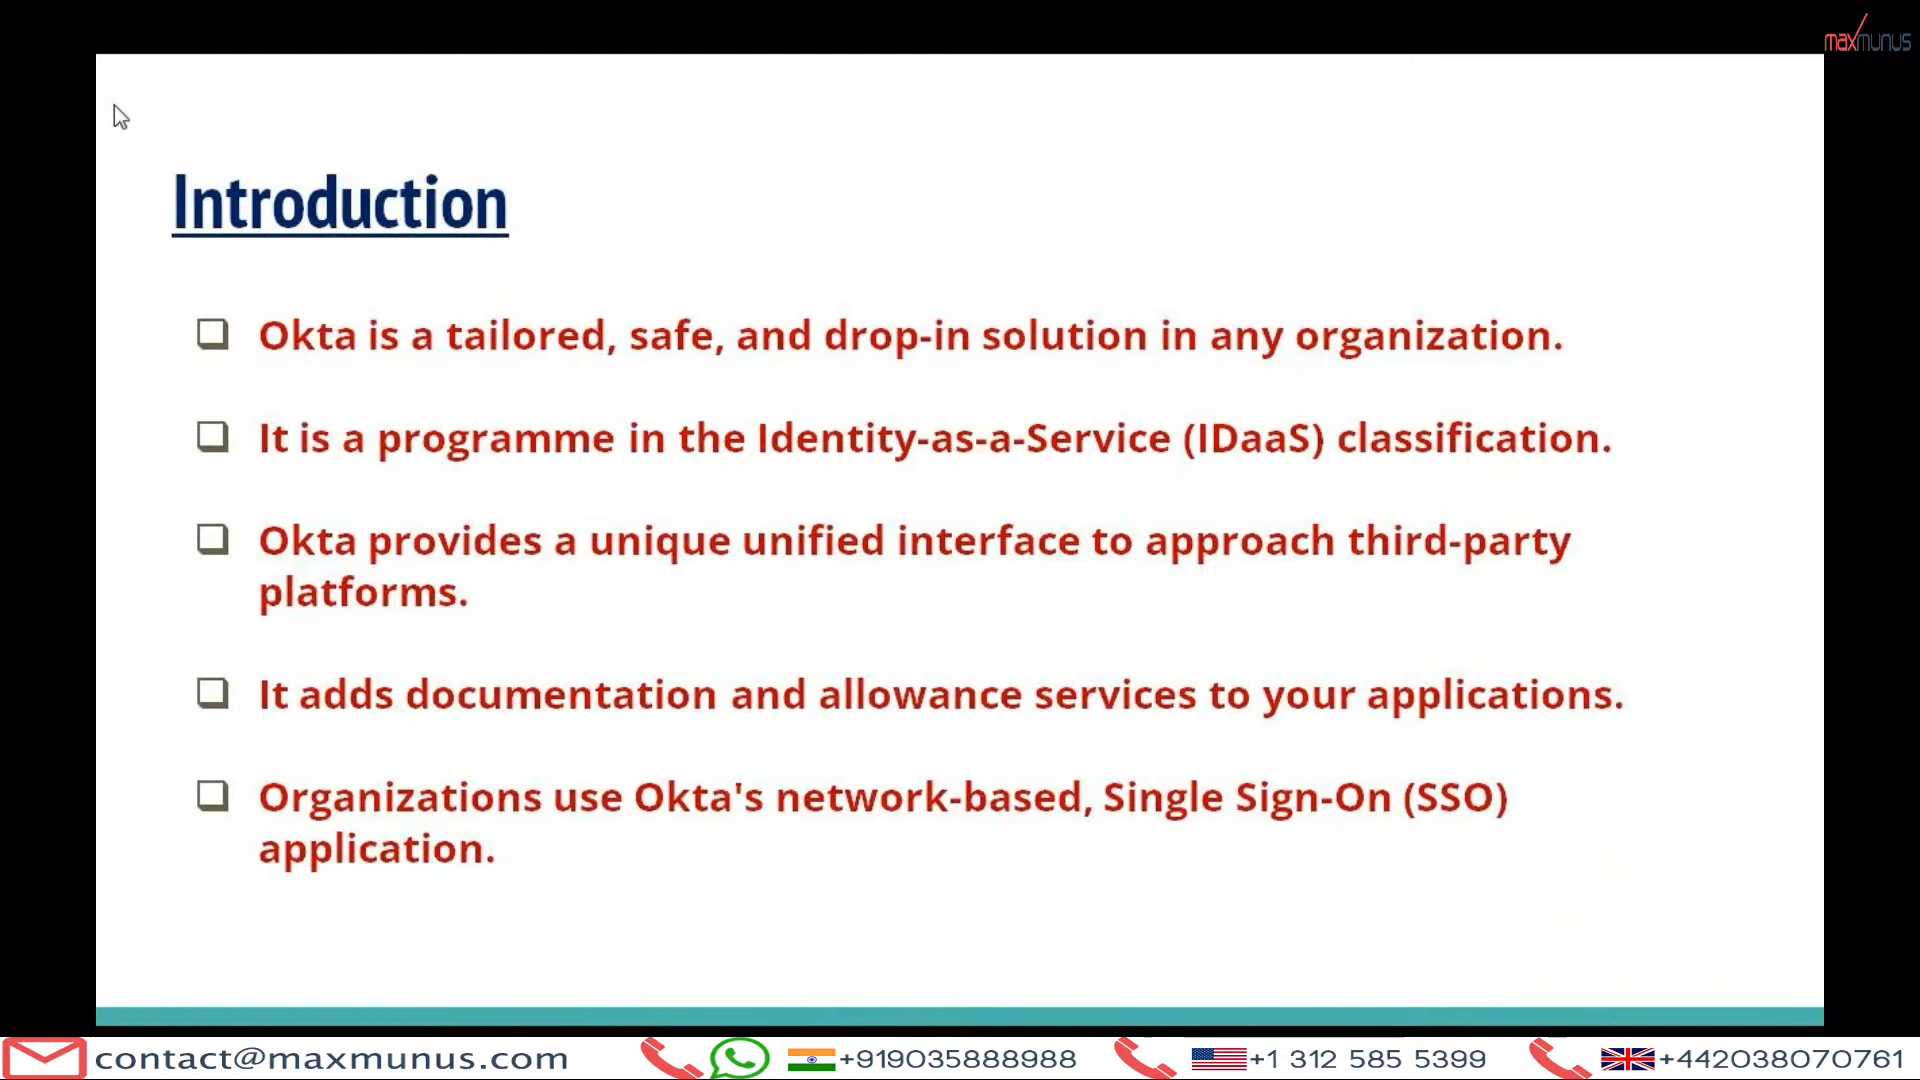 maxmunus
Introduction
Okta is a tailored, safe, and drop-in solution in any organization.
It is a programme in the Identity-as-a-Service (IDaaS) classification.
Okta provides a unique unified interface to approach third-party
platforms.
It adds documentation and allowance services to your applications.
Organizations use Okta's network-based, Single Sign-On (SSO)
application.
contact@maxmunus.com +919035888988 +1 312 585 5399 +442038070761